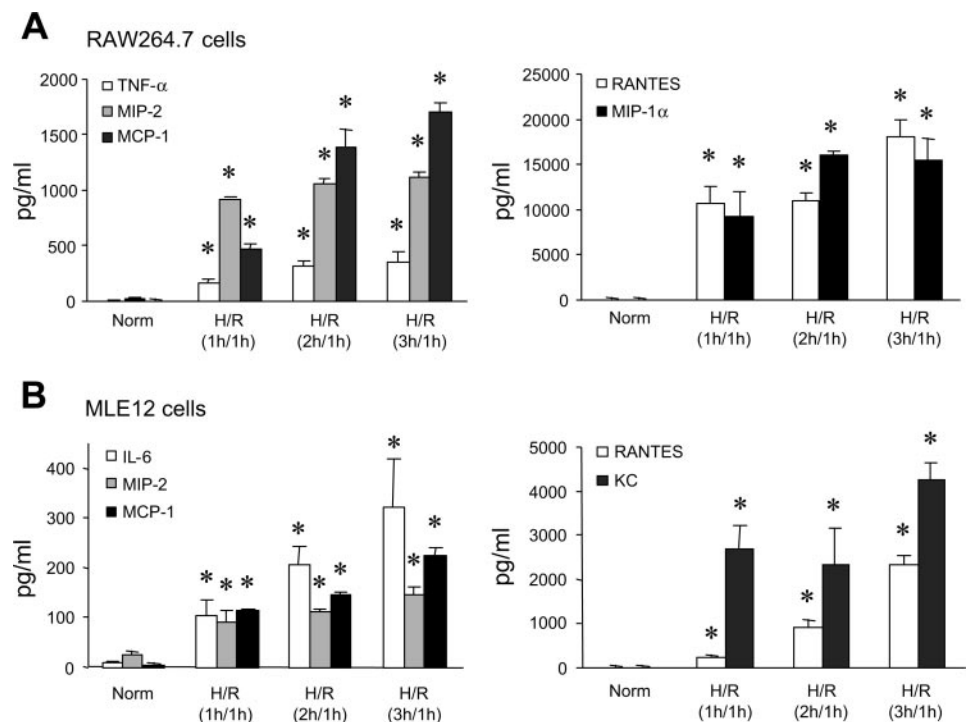 A
RAW264.7 cells
2000
1500
1000
500
0
pg/ml
TNF-α
MIP-2
MCP-1
*
*
*
*
*
*
*
*
*
Norm
H/R
(1h/1h)
H/R
(2h/1h)
H/R
(3h/1h)
25000
20000
15000
10000
5000
0
pg/ml
RANTES
MIP-1α
*
*
*
*
*
*
Norm
H/R
(1h/1h)
H/R
(2h/1h)
H/R
(3h/1h)
B
MLE12 cells
400
300
200
100
0
pg/ml
IL-6
MIP-2
MCP-1
*
*
*
*
*
*
*
*
*
Norm
H/R
(1h/1h)
H/R
(2h/1h)
H/R
(3h/1h)
5000
4000
3000
2000
1000
0
pg/ml
RANTES
KC
*
*
*
*
*
*
Norm
H/R
(1h/1h)
H/R
(2h/1h)
H/R
(3h/1h)